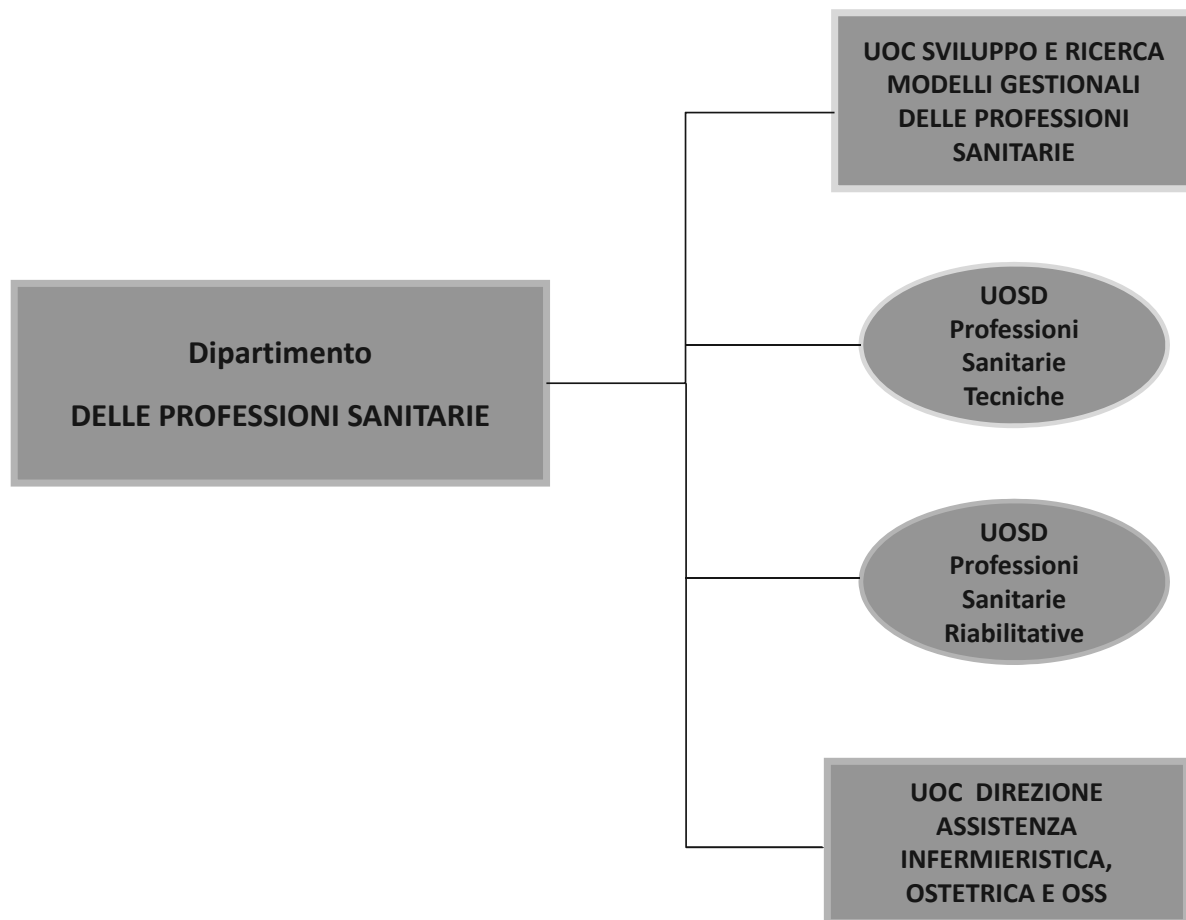 UOC SVILUPPO E RICERCA
MODELLI GESTIONALI
DELLE PROFESSIONI
SANITARIE
UOSD
Professioni
Sanitarie
Tecniche
Dipartimento
DELLE PROFESSIONI SANITARIE
UOSD
Professioni
Sanitarie
Riabilitative
UOC DIREZIONE
ASSISTENZA
INFERMIERISTICA,
OSTETRICA E OSS